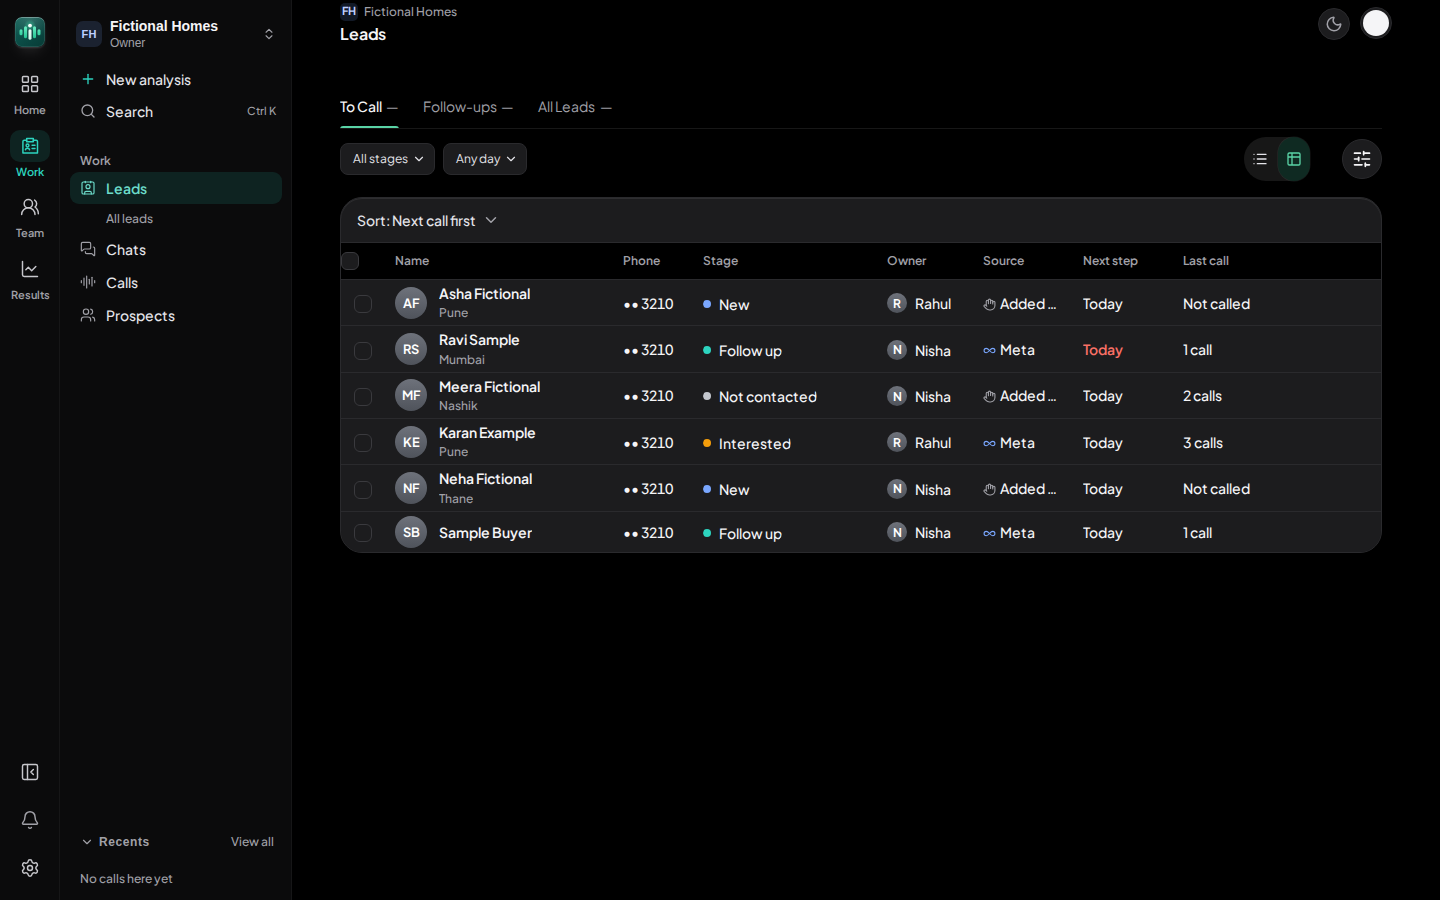 Home
Work
Team
Results
FH
Fictional Homes
Owner
New analysis
Search Ctrl K
Work
Leads
All leads
Chats
Calls
Prospects
Recents View all
No calls here yet
FH Fictional Homes
Leads
To Call — Follow-ups — All Leads —
All stages Any day
Sort: Next call first
Name Phone Stage Owner Source Next step Last call
AF Asha Fictional Pune •• 3210 New R Rahul Added ... Today Not called
RS Ravi Sample Mumbai •• 3210 Follow up N Nisha Meta Today 1 call
MF Meera Fictional Nashik •• 3210 Not contacted N Nisha Added ... Today 2 calls
KE Karan Example Pune •• 3210 Interested R Rahul Meta Today 3 calls
NF Neha Fictional Thane •• 3210 New N Nisha Added ... Today Not called
SB Sample Buyer •• 3210 Follow up N Nisha Meta Today 1 call